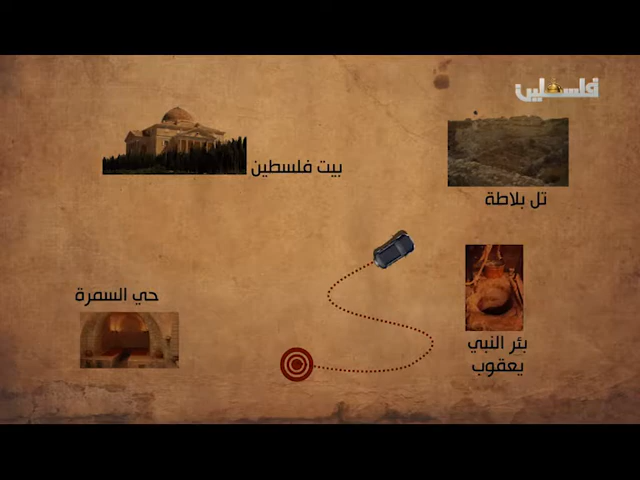 فلسطين
بيت فلسطين
تل بلاطة
حي السمرة
بئر النبي
يعقوب